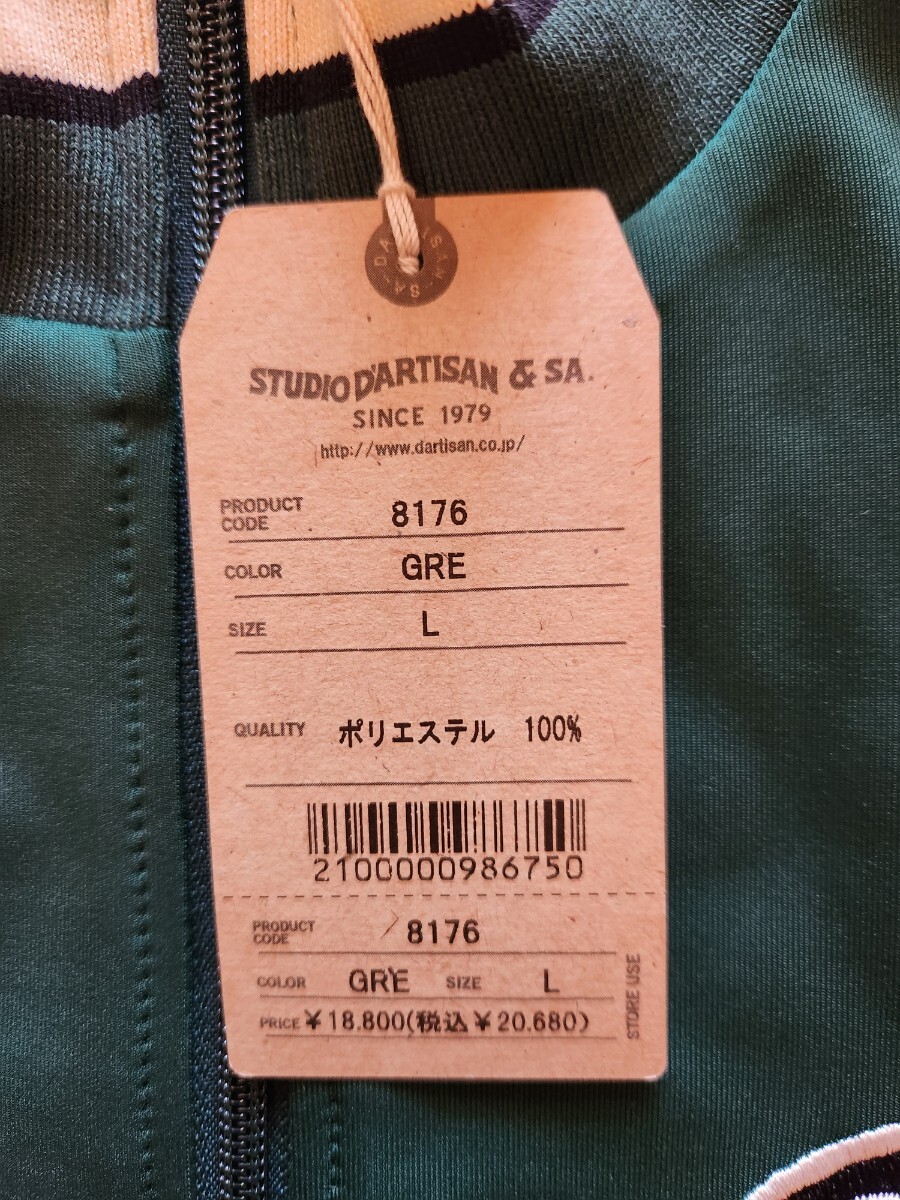 D'ARTISAN SA
STUDIO D'ARTISAN & SA.
SINCE 1979
http://www.dartisan.co.jp/
PRODUCT CODE 8176
COLOR GRE
SIZE L
QUALITY ポリエステル 100%
2100000986750
PRODUCT CODE 8176
COLOR GRE SIZE L
PRICE ¥18.800(税込¥20.680)
STORE USE